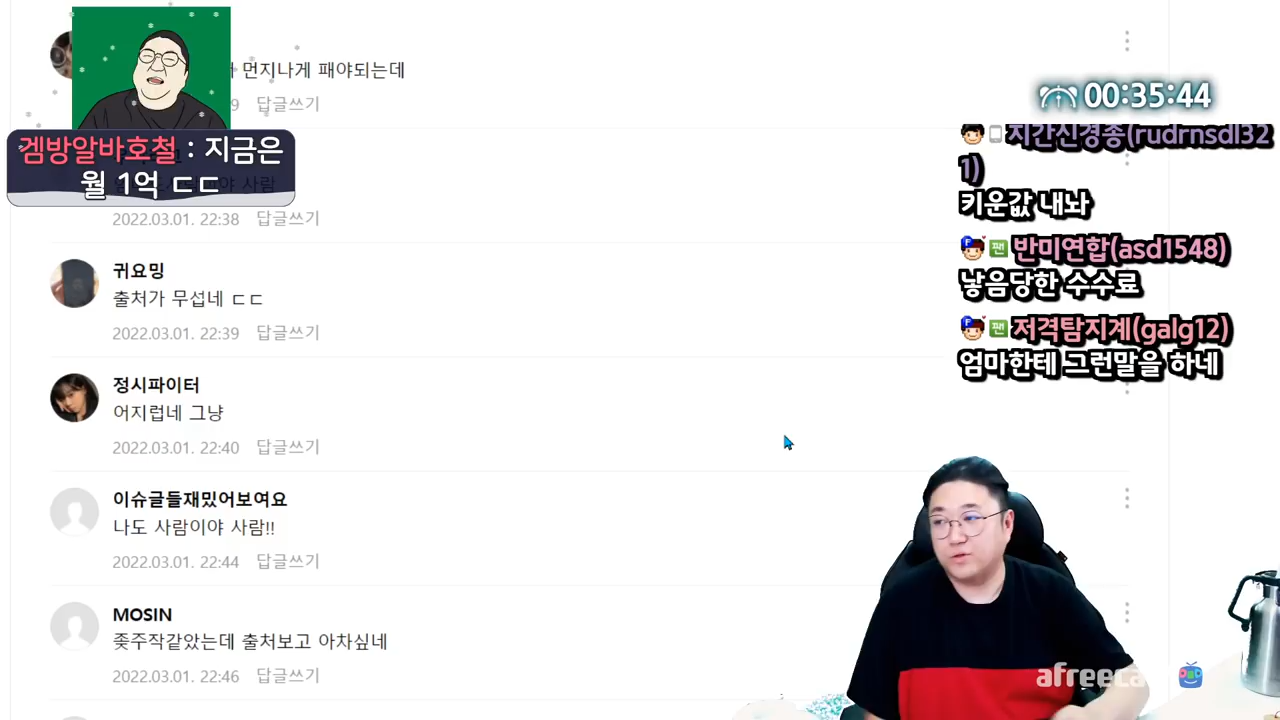 먼지나게 패야되는데
9 답글쓰기
겜방알바호철 : 지금은
월 1억 ㄷㄷ
사람
2022.03.01. 22:38 답글쓰기
귀요밍
출처가 무섭네 ㄷㄷ
2022.03.01. 22:39 답글쓰기
정시파이터
어지럽네 그냥
2022.03.01. 22:40 답글쓰기
이슈글들재밌어보여요
나도 사람이야 사람!!
2022.03.01. 22:44 답글쓰기
MOSIN
좆주작같았는데 출처보고 아차싶네
2022.03.01. 22:46 답글쓰기
00:35:44
지간신경종(rudrnsdl32
1)
키운값 내놔
반미연합(asd1548)
낳음당한 수수료
저격탐지계(galg12)
엄마한테 그런말을 하네
afreeca